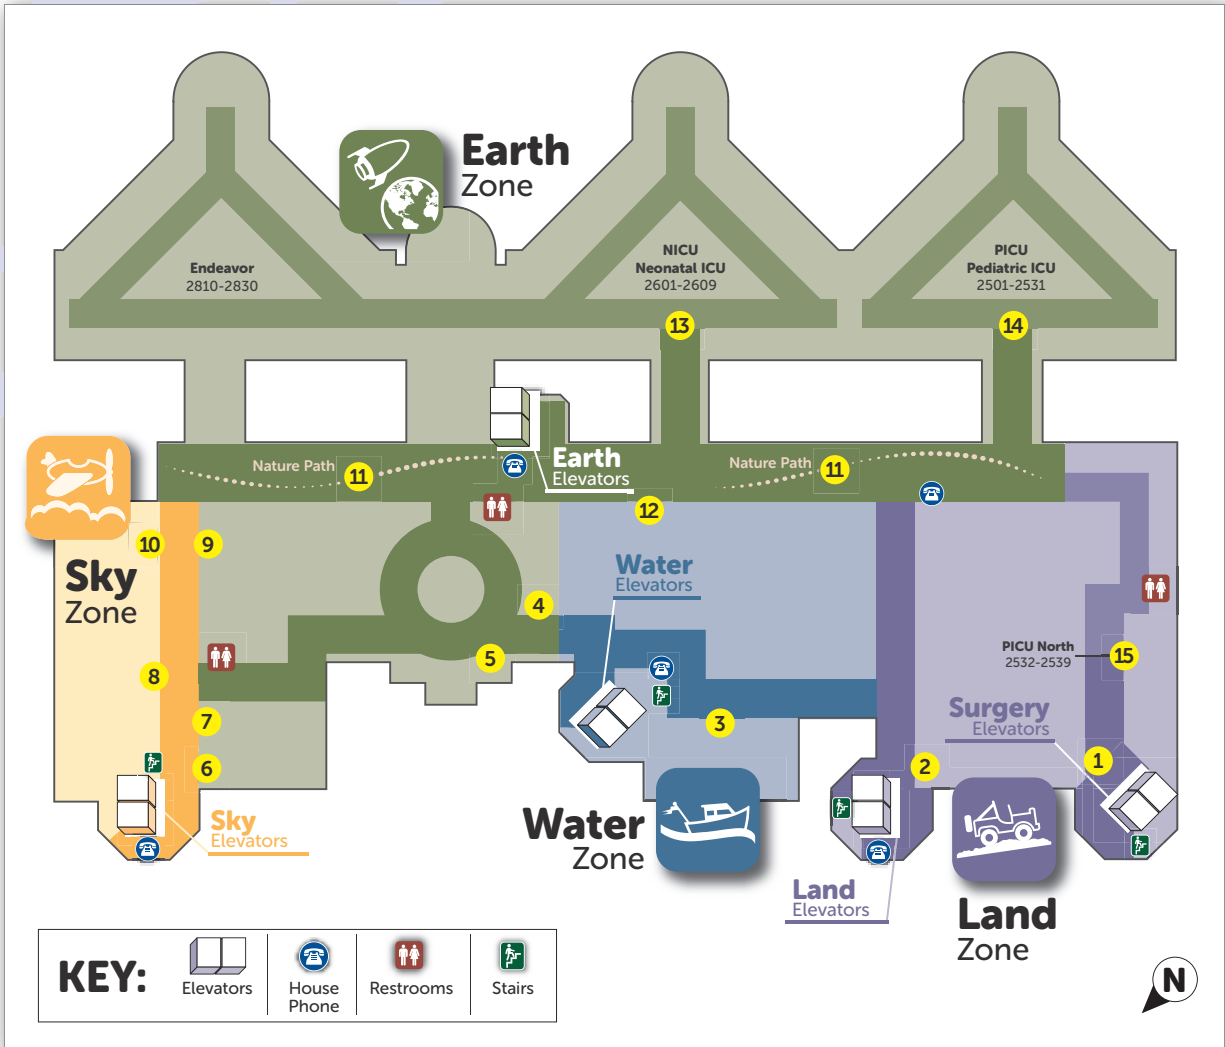 Earth
Zone
Endeavor
2810-2830
NICU
Neonatal ICU
2601-2609
PICU
Pediatric ICU
2501-2531
13
14
Nature Path
11
Earth
Elevators
Nature Path
11
12
10
9
Sky
Zone
Water
Elevators
4
5
8
7
6
3
PICU North
2532-2539
15
Surgery
Elevators
2
1
Sky
Elevators
Water
Zone
Land
Elevators
Land
Zone
KEY:
Elevators
House
Phone
Restrooms
Stairs
N